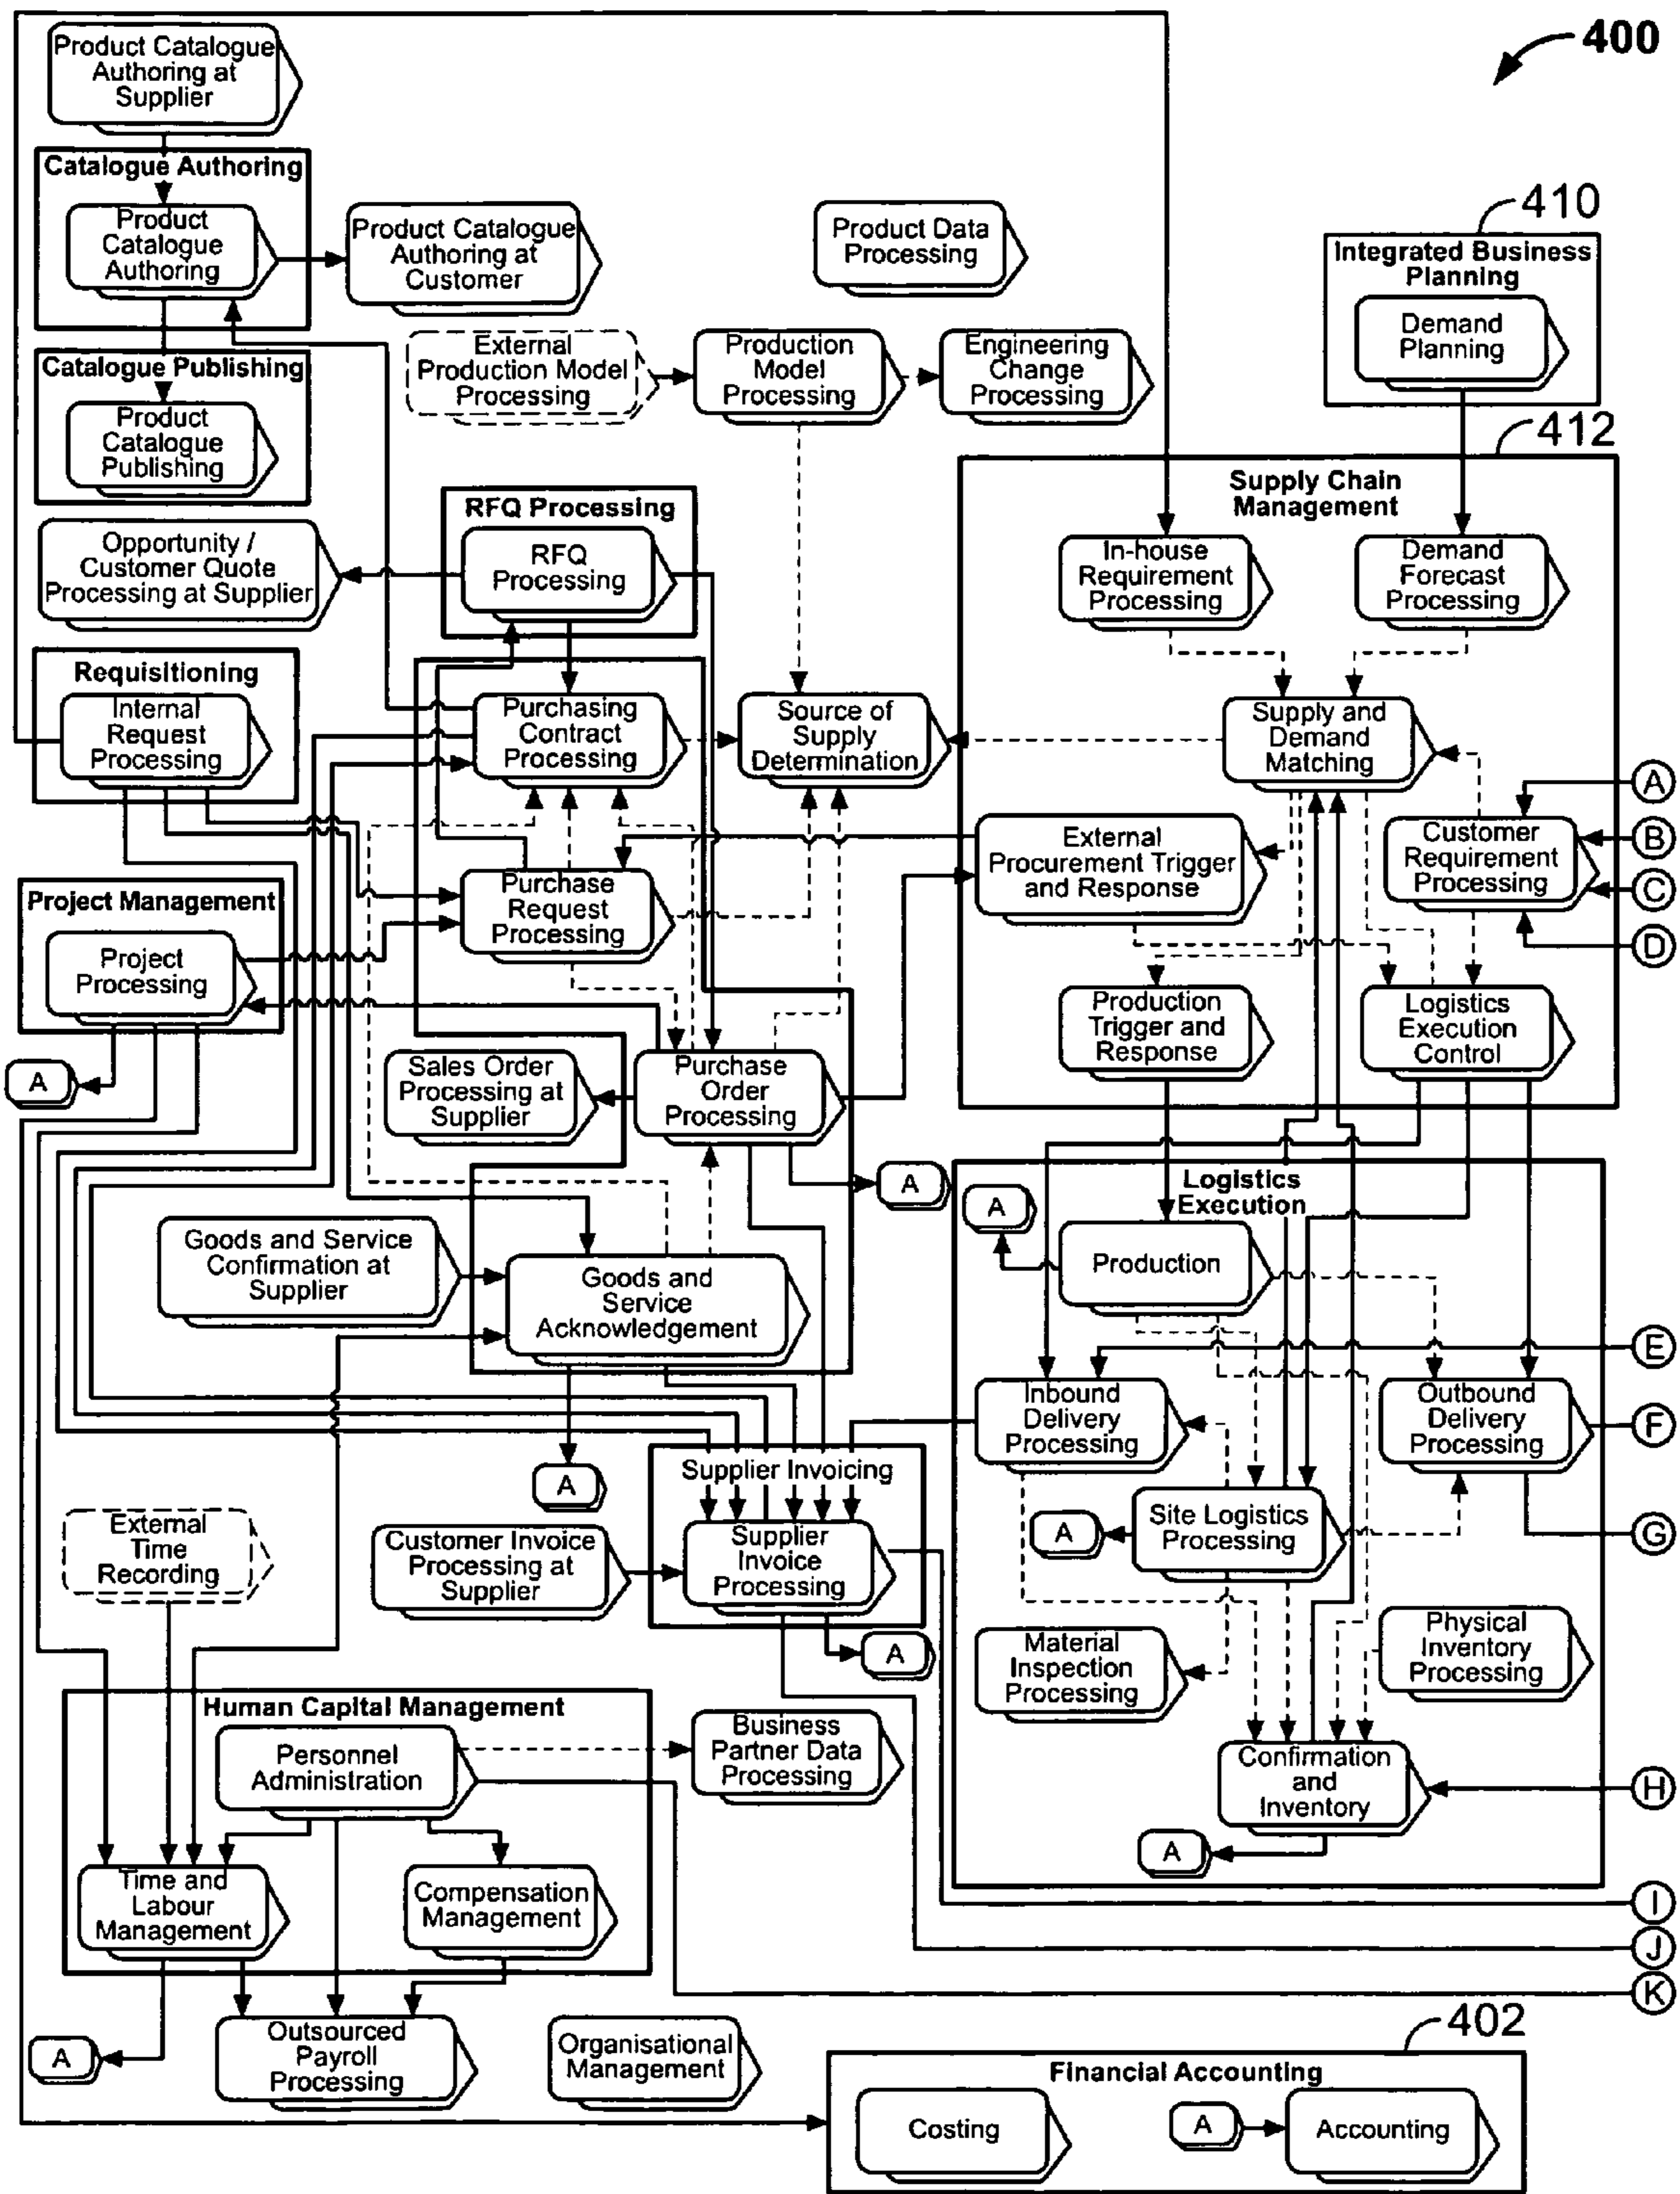 400
Product Catalogue
Authoring at
Supplier
Catalogue Authoring
Product
Catalogue
Authoring
Product Catalogue
Authoring at
Customer
Product Data
Processing
410
Integrated Business
Planning
Demand
Planning
External
Production Model
Processing
Production
Model
Processing
Engineering
Change
Processing
Catalogue Publishing
Product
Catalogue
Publishing
412
Supply Chain
Management
RFQ Processing
RFQ
Processing
Opportunity /
Customer Quote
Processing at Supplier
In-house
Requirement
Processing
Demand
Forecast
Processing
Requisitioning
Internal
Request
Processing
Purchasing
Contract
Processing
Source of
Supply
Determination
Supply and
Demand
Matching
A
B
C
D
External
Procurement Trigger
and Response
Customer
Requirement
Processing
Purchase
Request
Processing
Project Management
Project
Processing
A
Production
Trigger and
Response
Logistics
Execution
Control
Sales Order
Processing at
Supplier
Purchase
Order
Processing
A
Logistics
Execution
A
Production
Goods and Service
Confirmation at
Supplier
Goods and
Service
Acknowledgement
E
Inbound
Delivery
Processing
Outbound
Delivery
Processing
F
A
Supplier Invoicing
Supplier
Invoice
Processing
External
Time
Recording
Customer Invoice
Processing at
Supplier
A
Site Logistics
Processing
G
A
Material
Inspection
Processing
Physical
Inventory
Processing
Human Capital Management
Personnel
Administration
Business
Partner Data
Processing
Confirmation
and
Inventory
H
A
Time and
Labour
Management
Compensation
Management
I
J
K
A
Outsourced
Payroll
Processing
Organisational
Management
402
Financial Accounting
Costing
A
Accounting